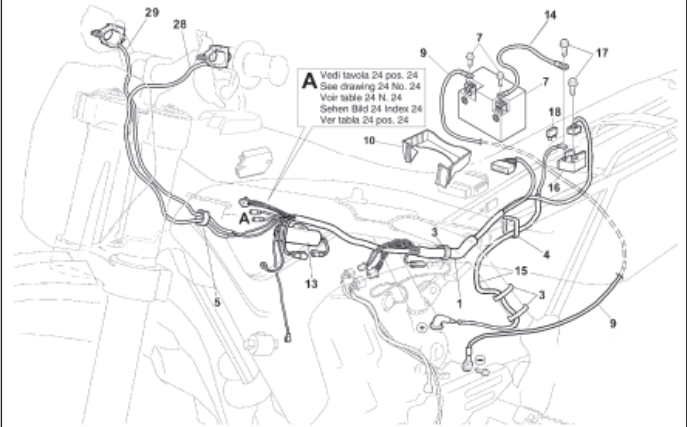 29
28
14
7
9
17
A
Vedi tavola 24 pos. 24
See drawing 24 No. 24
Voir table 24 N. 24
Sehen Bild 24 Index 24
Ver tabla 24 pos. 24
7
18
10
16
A
3
4
5
13
15
1
3
+
9
−